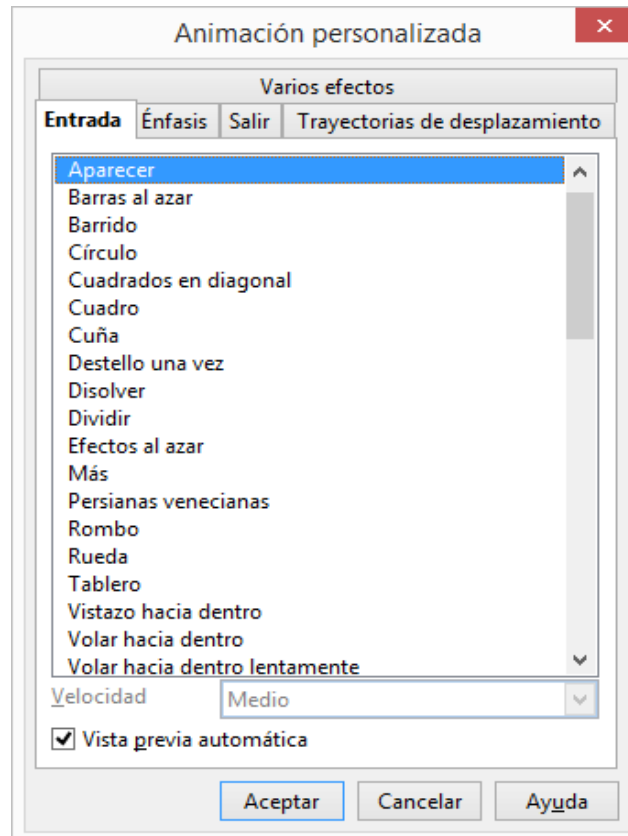 Animación personalizada
Varios efectos
Entrada Énfasis Salir Trayectorias de desplazamiento
Aparecer
Barras al azar
Barrido
Círculo
Cuadrados en diagonal
Cuadro
Cuña
Destello una vez
Disolver
Dividir
Efectos al azar
Más
Persianas venecianas
Rombo
Rueda
Tablero
Vistazo hacia dentro
Volar hacia dentro
Volar hacia dentro lentamente
Velocidad Medio
Vista previa automática
Aceptar Cancelar Ayuda